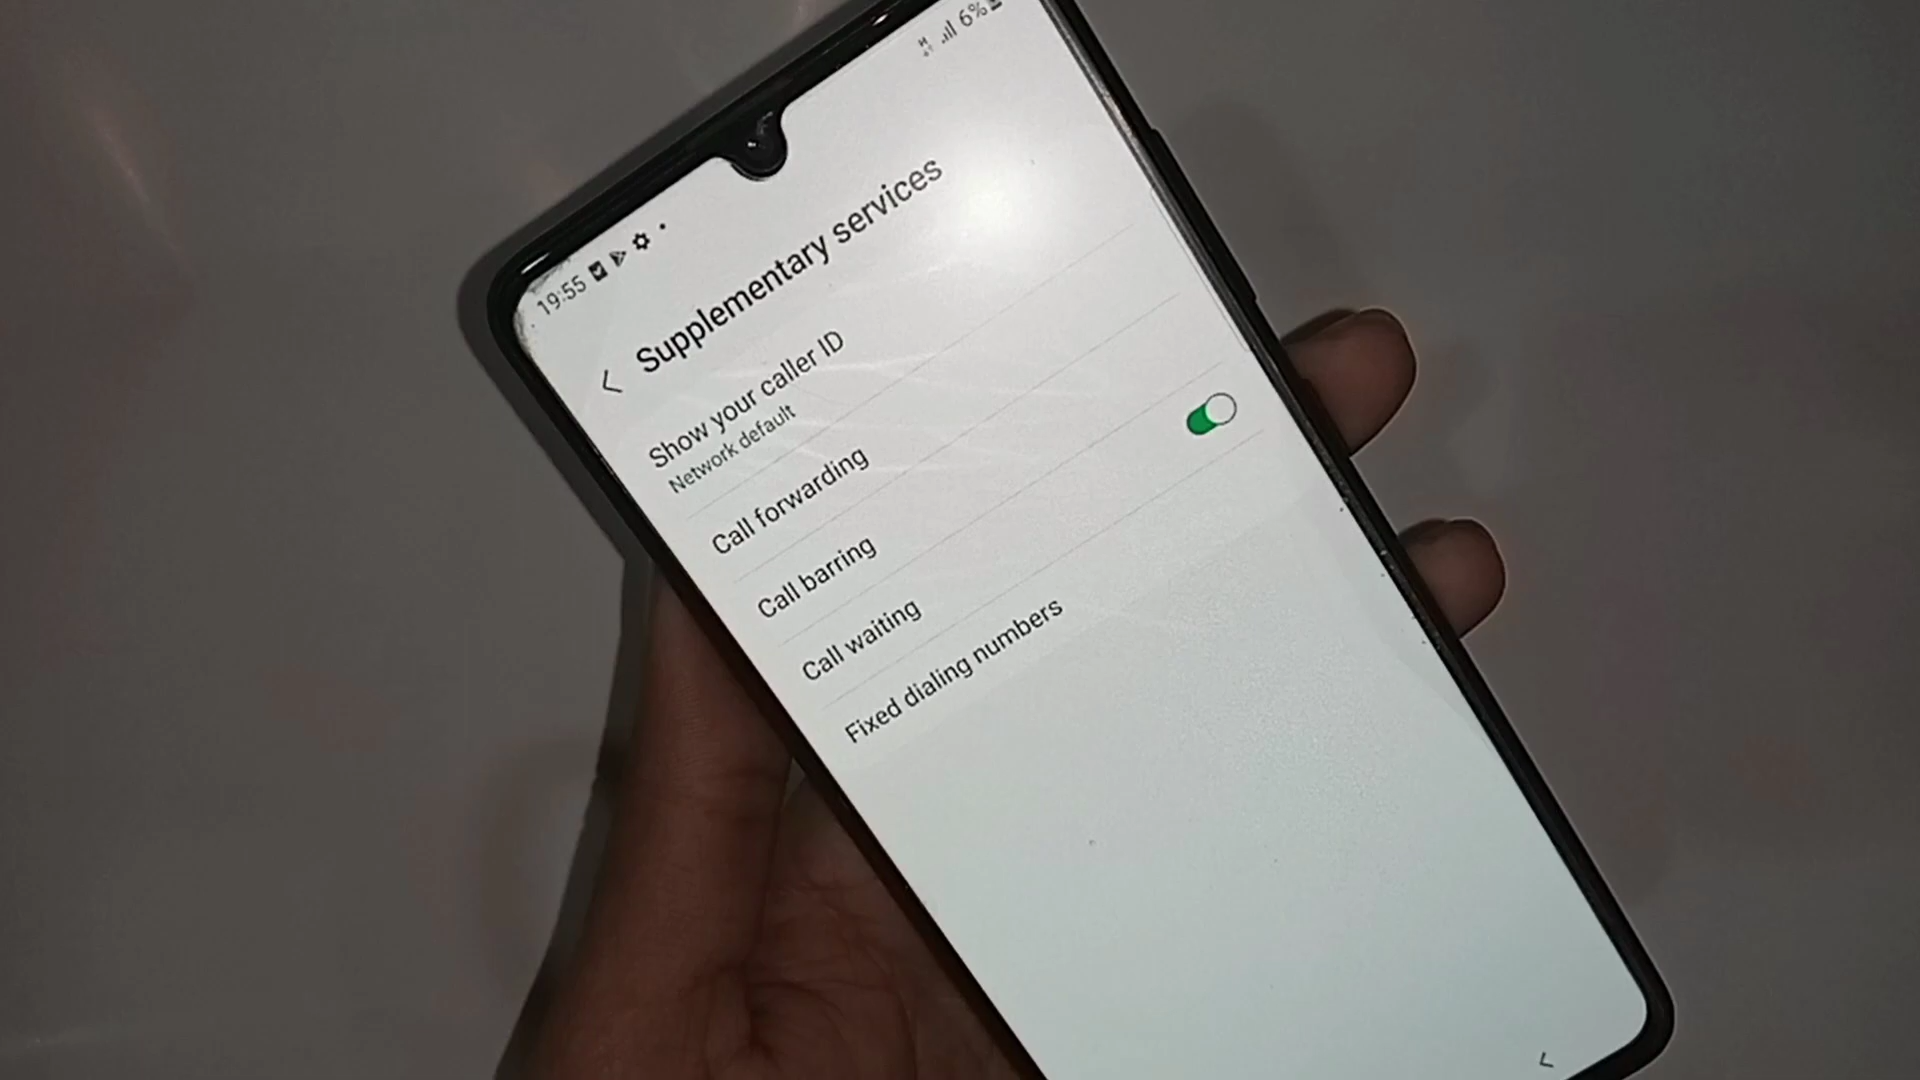 19:55
6%
Supplementary services
Show your caller ID
Network default
Call forwarding
Call barring
Call waiting
Fixed dialing numbers